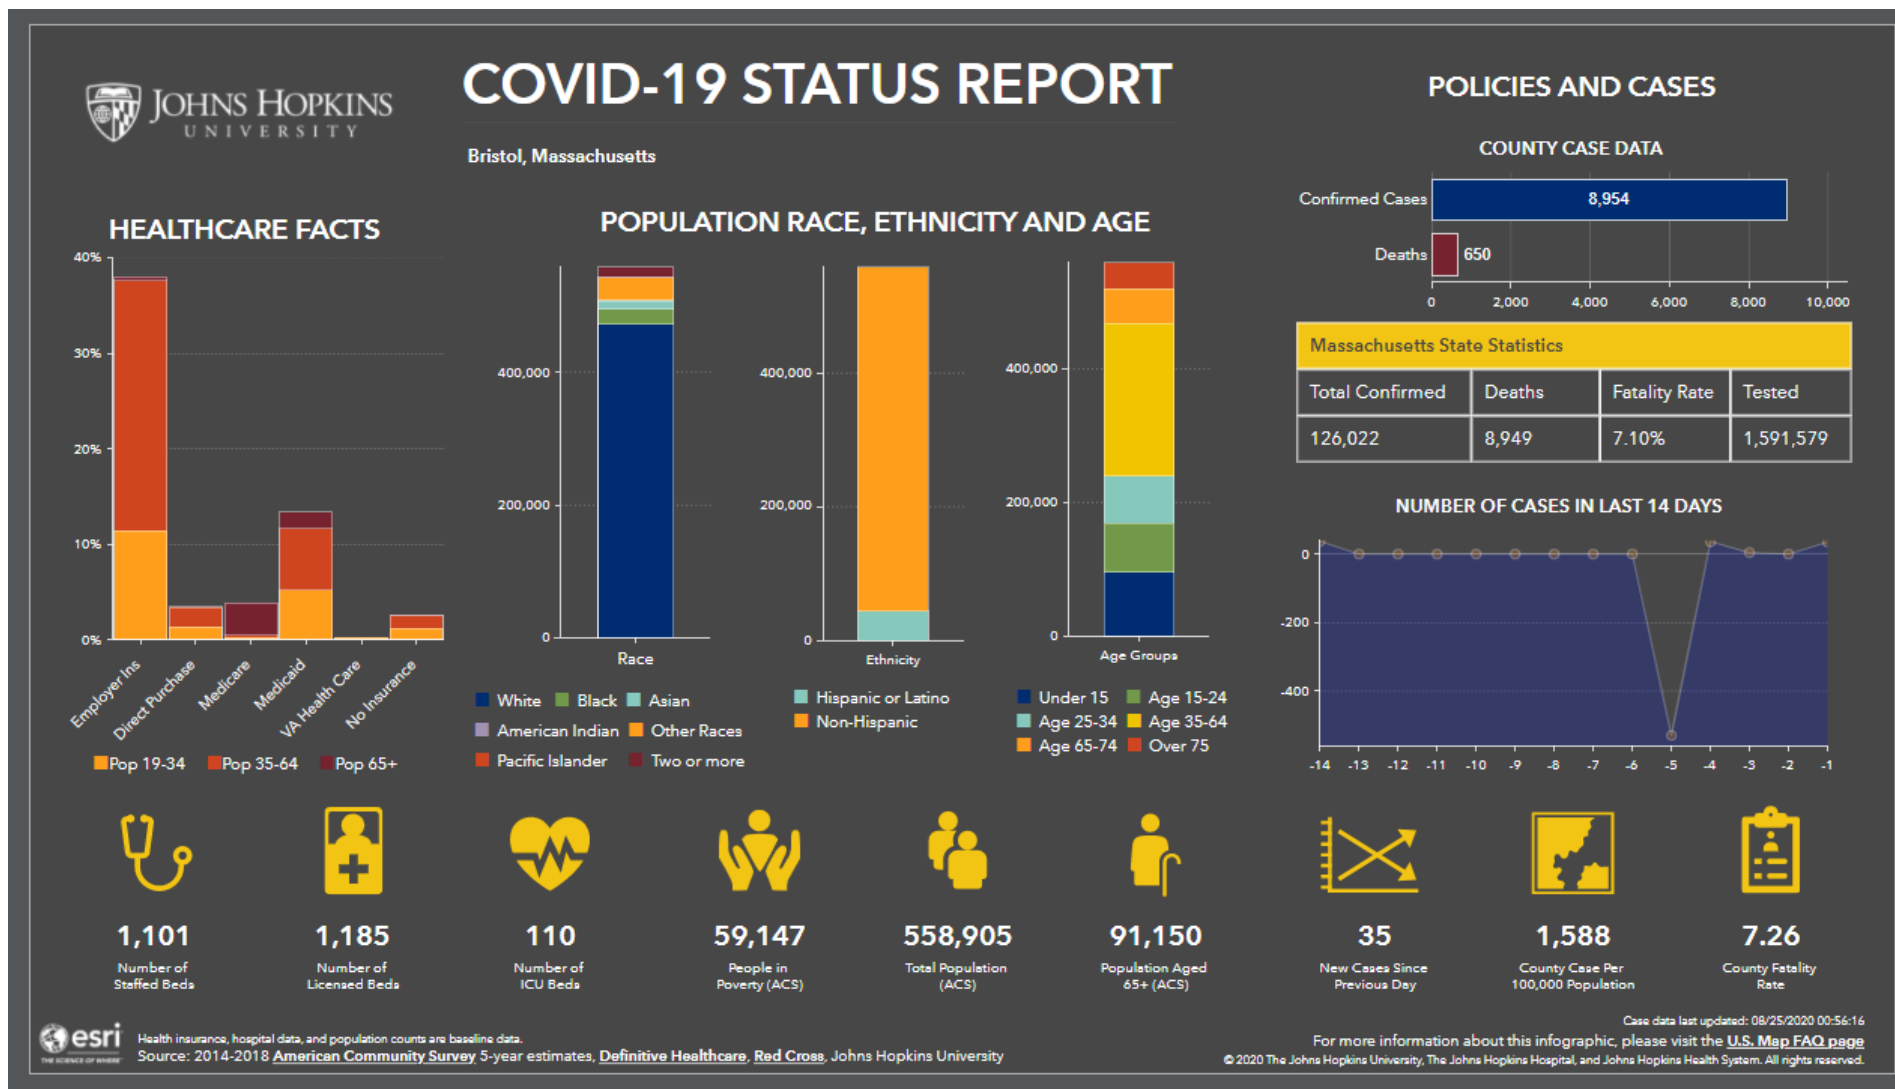 JOHNS HOPKINS
UNIVERSITY
COVID-19 STATUS REPORT
Bristol, Massachusetts
HEALTHCARE FACTS
40%
30%
20%
10%
0%
Employer Ins
Direct Purchase
Medicare
Medicaid
VA Health Care
No Insurance
Pop 19-34 Pop 35-64 Pop 65+
POPULATION RACE, ETHNICITY AND AGE
400,000
200,000
0
Race
White Black Asian
American Indian Other Races
Pacific Islander Two or more
400,000
200,000
0
Ethnicity
Hispanic or Latino
Non-Hispanic
400,000
200,000
0
Age Groups
Under 15 Age 15-24
Age 25-34 Age 35-64
Age 65-74 Over 75
POLICIES AND CASES
COUNTY CASE DATA
Confirmed Cases 8,954
Deaths 650
0 2,000 4,000 6,000 8,000 10,000
Massachusetts State Statistics
Total Confirmed Deaths Fatality Rate Tested
126,022 8,949 7.10% 1,591,579
NUMBER OF CASES IN LAST 14 DAYS
0
-200
-400
-14 -13 -12 -11 -10 -9 -8 -7 -6 -5 -4 -3 -2 -1
1,101
Number of
Staffed Beds
1,185
Number of
Licensed Beds
110
Number of
ICU Beds
59,147
People in
Poverty (ACS)
558,905
Total Population
(ACS)
91,150
Population Aged
65+ (ACS)
35
New Cases Since
Previous Day
1,588
County Case Per
100,000 Population
7.26
County Fatality
Rate
esri
THE SCIENCE OF WHERE
Health insurance, hospital data, and population counts are baseline data.
Source: 2014-2018 American Community Survey 5-year estimates, Definitive Healthcare, Red Cross, Johns Hopkins University
Case data last updated: 08/25/2020 00:56:16
For more information about this infographic, please visit the U.S. Map FAQ page
© 2020 The Johns Hopkins University, The Johns Hopkins Hospital, and Johns Hopkins Health System. All rights reserved.